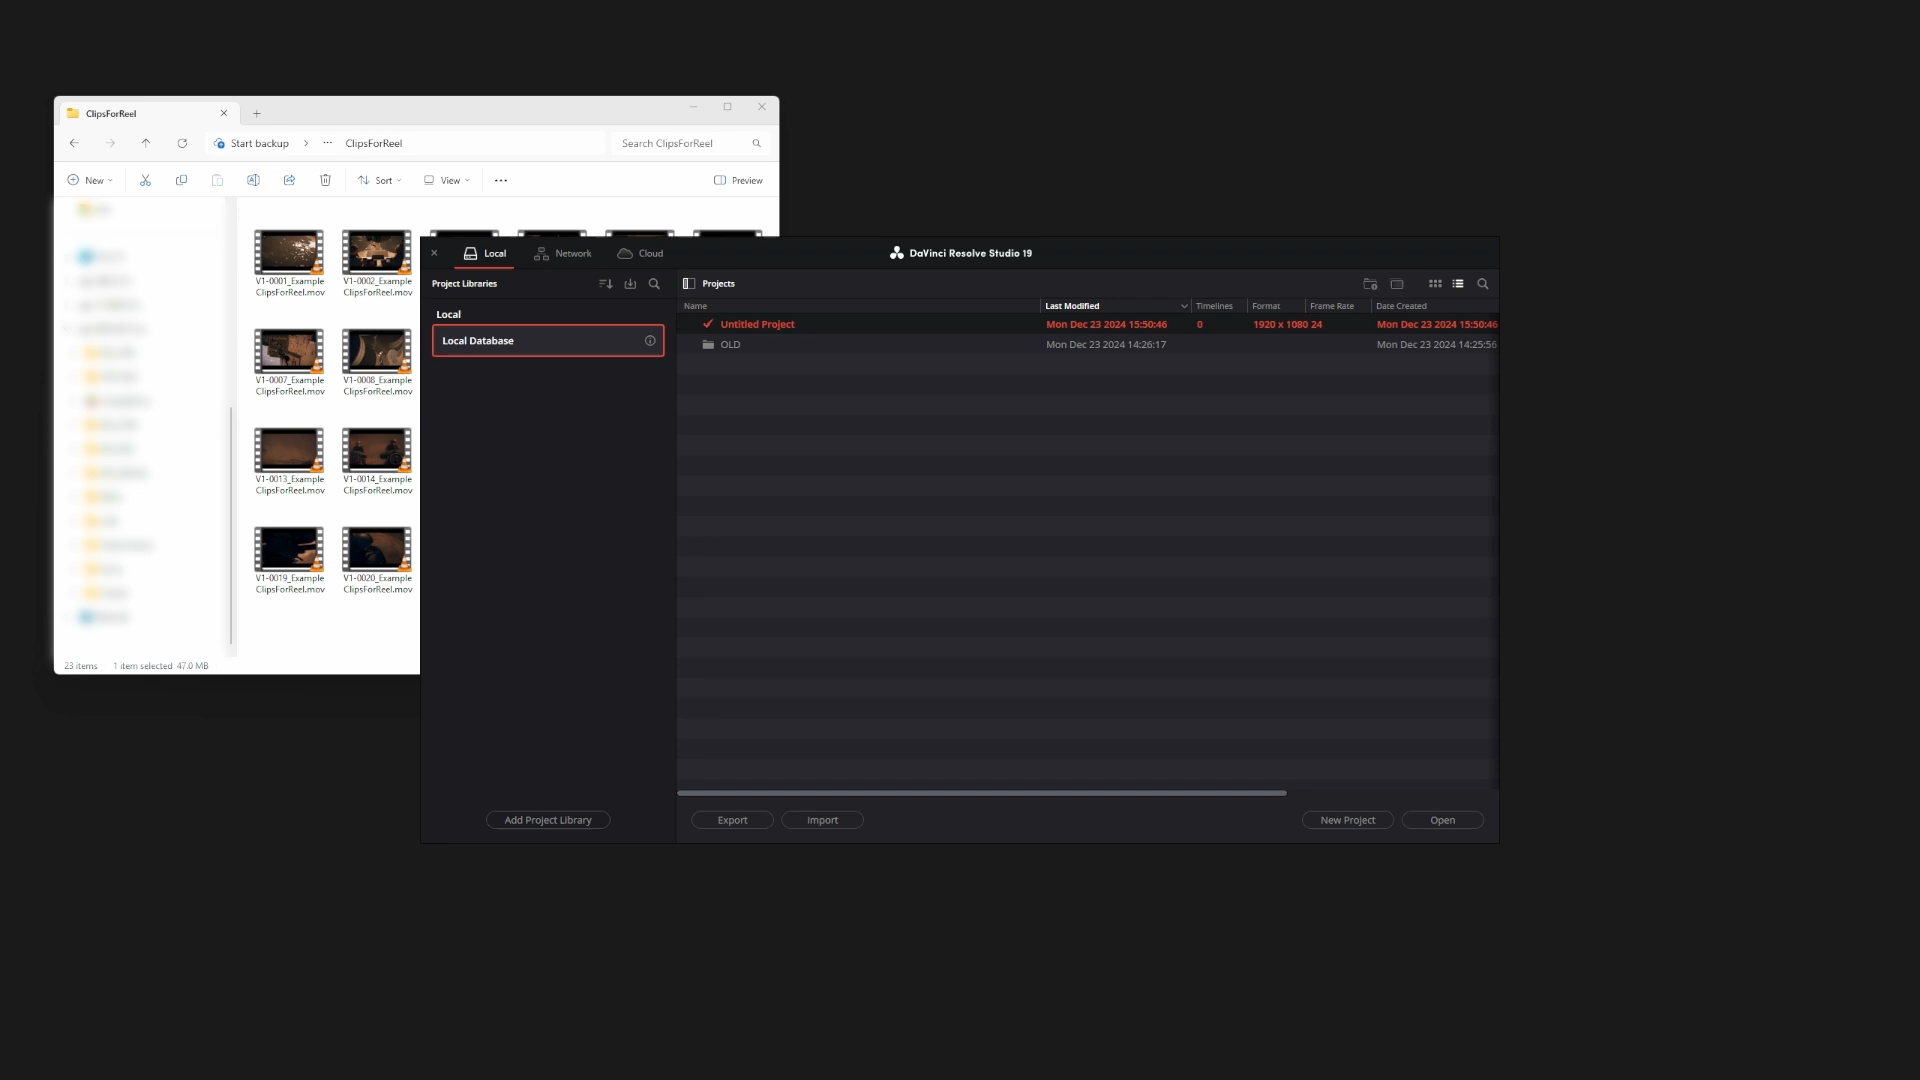 ClipsForReel
Start backup
ClipsForReel
Search ClipsForReel
New
Sort
View
Preview
V1-0001_Example
ClipsForReel.mov
V1-0002_Example
ClipsForReel.mov
V1-0007_Example
ClipsForReel.mov
V1-0008_Example
ClipsForReel.mov
V1-0013_Example
ClipsForReel.mov
V1-0014_Example
ClipsForReel.mov
V1-0019_Example
ClipsForReel.mov
V1-0020_Example
ClipsForReel.mov
23 items 1 item selected 47.0 MB
Local Network Cloud
DaVinci Resolve Studio 19
Project Libraries
Local
Local Database
Add Project Library
Projects
Name Last Modified Timelines Format Frame Rate Date Created
Untitled Project Mon Dec 23 2024 15:50:46 0 1920 x 1080 24 Mon Dec 23 2024 15:50:46
OLD Mon Dec 23 2024 14:26:17 Mon Dec 23 2024 14:25:56
Export Import New Project Open